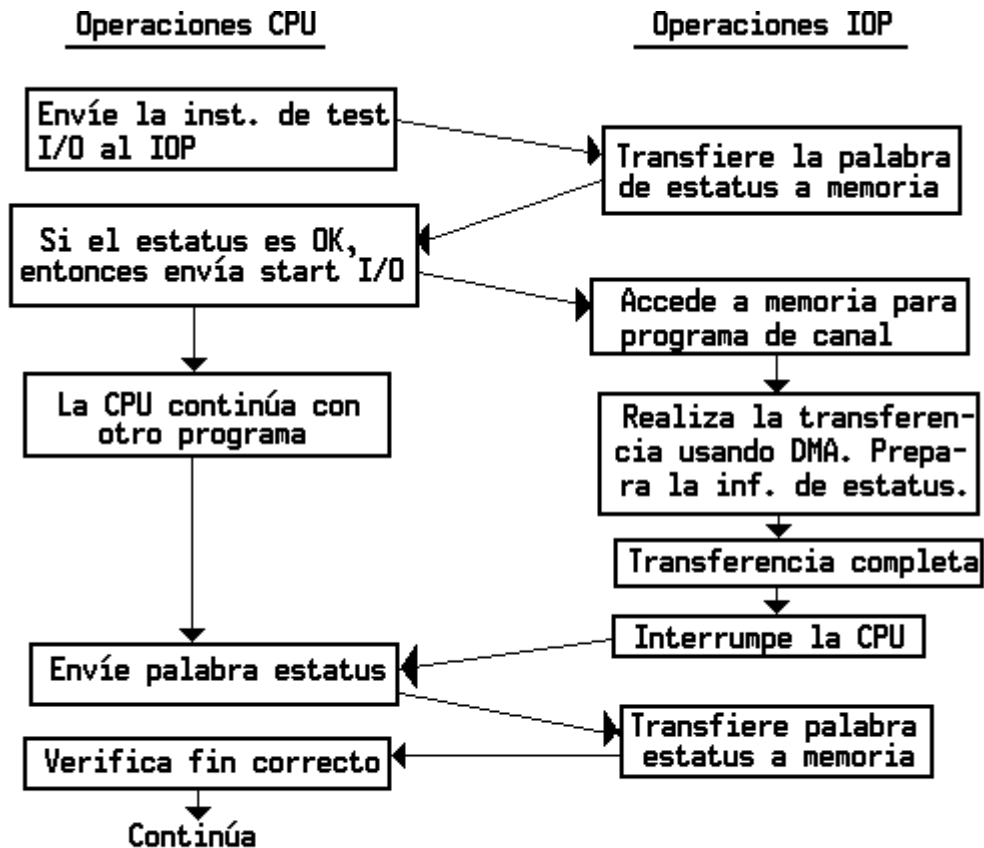 Operaciones CPU
Operaciones IOP
Envíe la inst. de test
I/O al IOP
Transfiere la palabra
de estatus a memoria
Si el estatus es OK,
entonces envía start I/O
Accede a memoria para
programa de canal
La CPU continúa con
otro programa
Realiza la transferen-
cia usando DMA. Prepa-
ra la inf. de estatus.
Transferencia completa
Interrumpe la CPU
Envíe palabra estatus
Transfiere palabra
estatus a memoria
Verifica fin correcto
Continúa